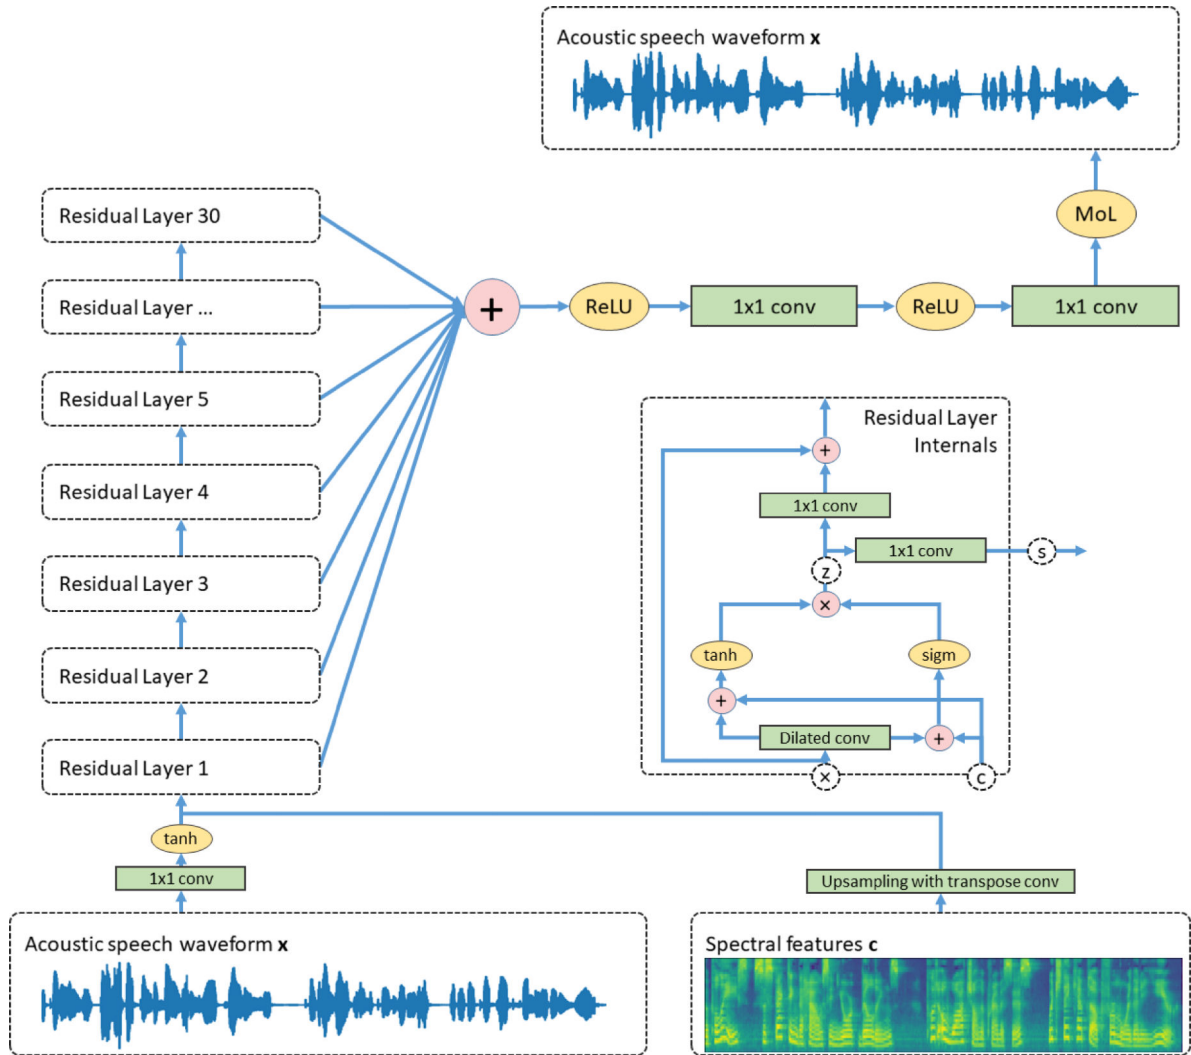 Acoustic speech waveform x
MoL
Residual Layer 30
Residual Layer ...
+
ReLU
1x1 conv
ReLU
1x1 conv
Residual Layer 5
Residual Layer 4
Residual Layer 3
Residual Layer 2
Residual Layer 1
Residual Layer
Internals
+
1x1 conv
1x1 conv
s
z
×
tanh
sigm
+
Dilated conv
+
×
c
tanh
1x1 conv
Upsampling with transpose conv
Acoustic speech waveform x
Spectral features c